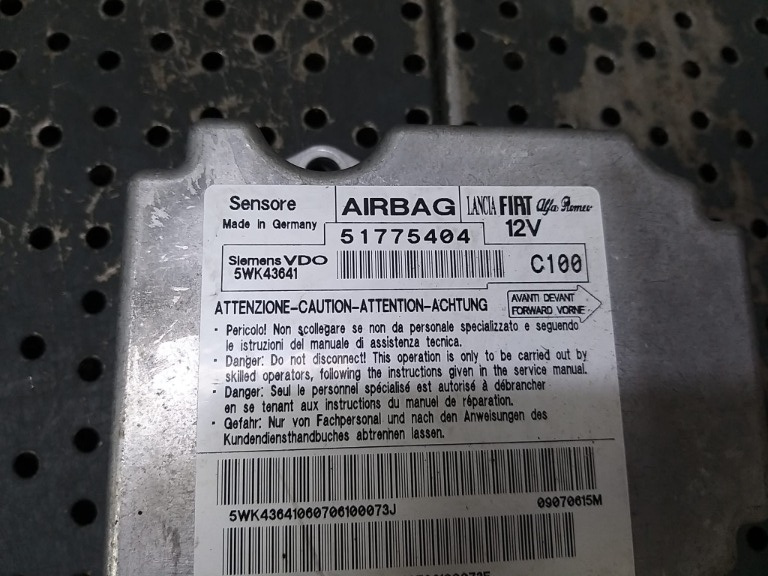 Sensore
AIRBAG
LANCIA FIAT Alfa Romeo
Made in Germany
51775404
12V
Siemens VDO
5WK43641
C100
ATTENZIONE-CAUTION-ATTENTION-ACHTUNG
AVANTI DEVANT
FORWARD VORNE
• Pericolo! Non scollegare se non da personale specializzato e seguendo
le istruzioni del manuale di assistenza tecnica.
• Danger: Do not disconnect! This operation is only to be carried out by
skilled operators, following the instructions given in the service manual.
• Danger: Seul le personnel spécialisé est autorisé à débrancher
en se tenant aux instructions du manuel de réparation.
• Gefahr: Nur von Fachpersonal und nach den Anweisungen des
Kundendiensthandbuches abtrennen lassen.
5WK43641060706100073J
09070615M